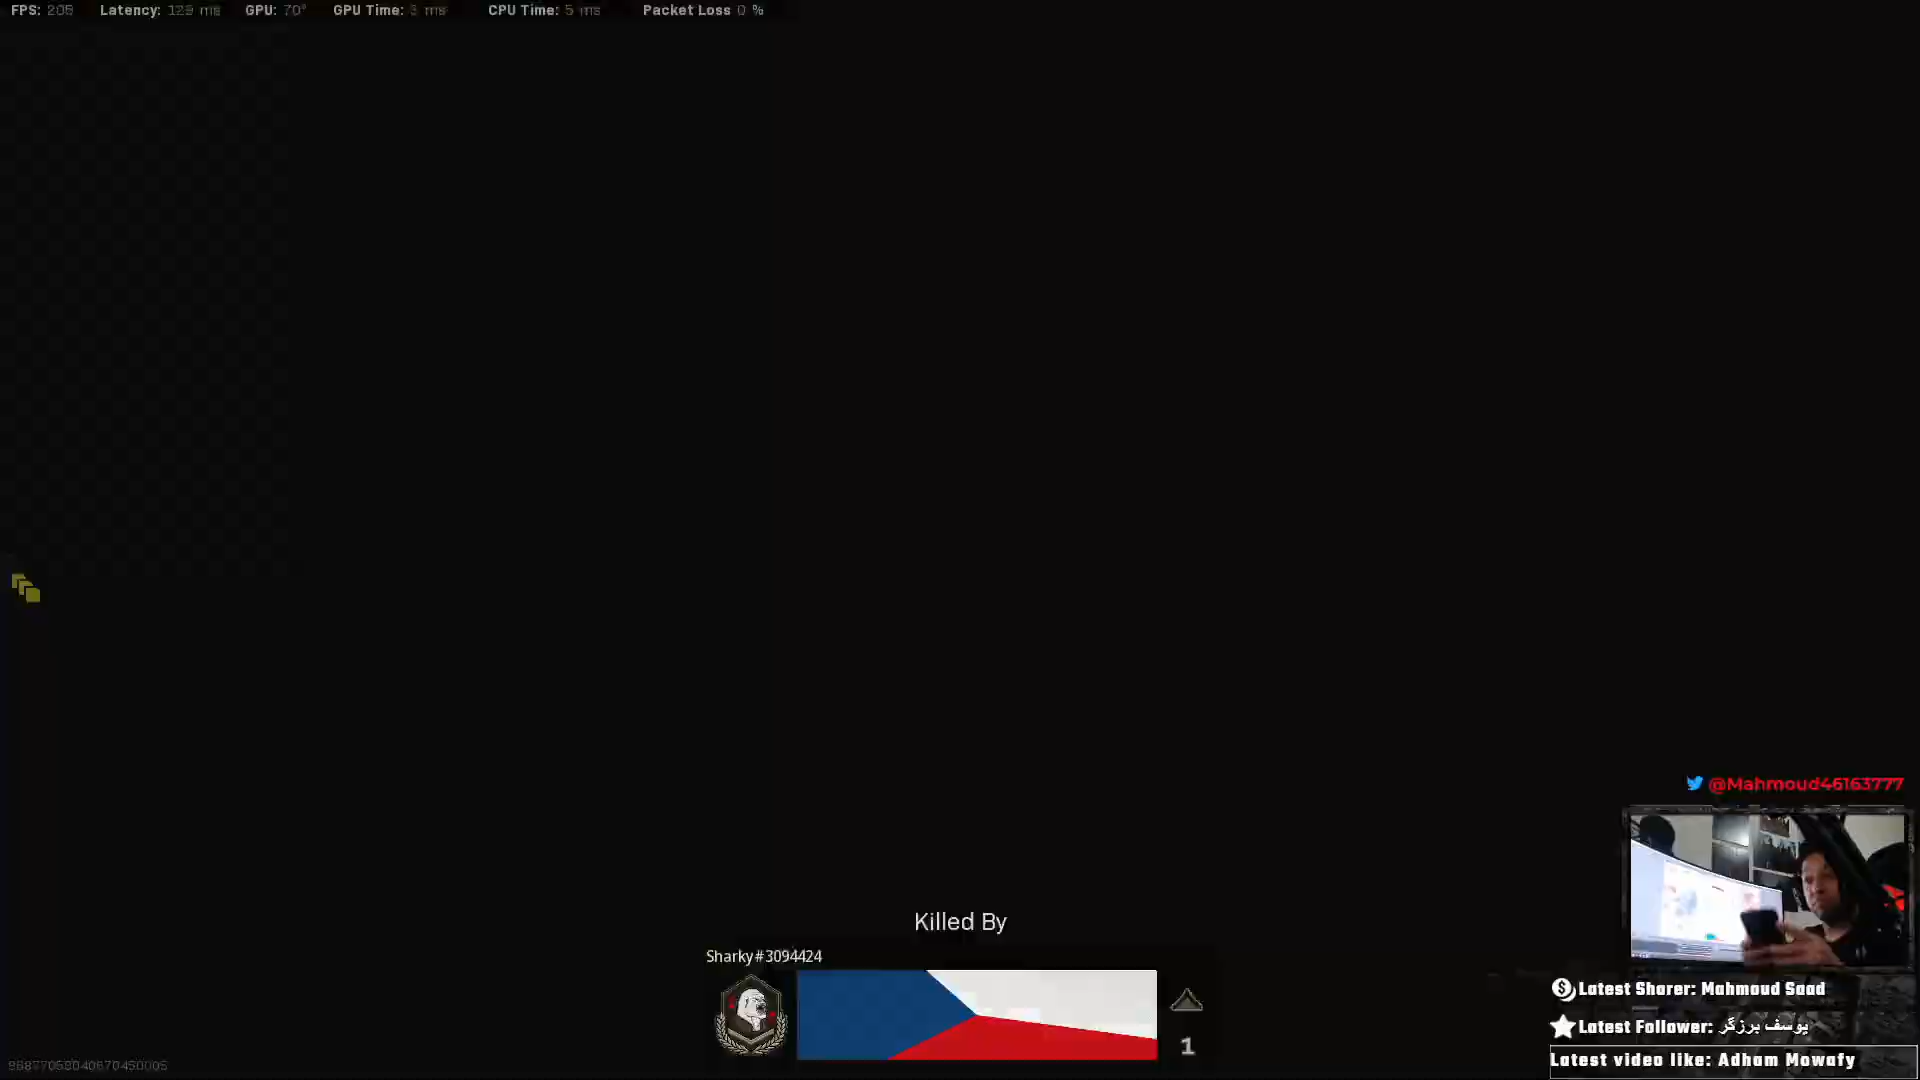 FPS: 205 Latency: 129 ms GPU: 70° GPU Time: 3 ms CPU Time: 5 ms Packet Loss 0 %
@Mahmoud46163777
Killed By
Sharky#3094424
1
Latest Sharer: Mahmoud Saad
Latest Follower: يوسف برزگر
Latest video like: Adham Mowafy